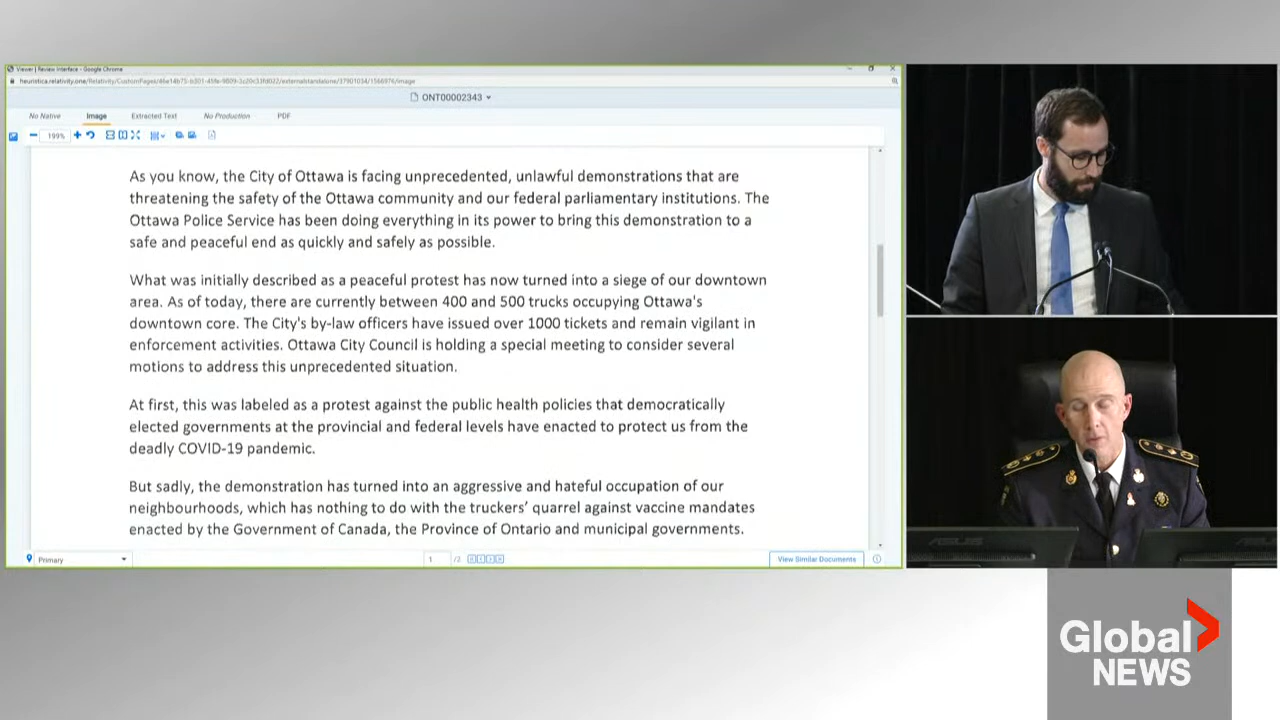 Viewer | Review Interface - Google Chrome
ONT00002343
No Native Image Extracted Text No Production PDF
199%
As you know, the City of Ottawa is facing unprecedented, unlawful demonstrations that are
threatening the safety of the Ottawa community and our federal parliamentary institutions. The
Ottawa Police Service has been doing everything in its power to bring this demonstration to a
safe and peaceful end as quickly and safely as possible.
What was initially described as a peaceful protest has now turned into a siege of our downtown
area. As of today, there are currently between 400 and 500 trucks occupying Ottawa's
downtown core. The City's by-law officers have issued over 1000 tickets and remain vigilant in
enforcement activities. Ottawa City Council is holding a special meeting to consider several
motions to address this unprecedented situation.
At first, this was labeled as a protest against the public health policies that democratically
elected governments at the provincial and federal levels have enacted to protect us from the
deadly COVID-19 pandemic.
But sadly, the demonstration has turned into an aggressive and hateful occupation of our
neighbourhoods, which has nothing to do with the truckers' quarrel against vaccine mandates
enacted by the Government of Canada, the Province of Ontario and municipal governments.
Primary
1
View Similar Documents
ASUS
Global
NEWS